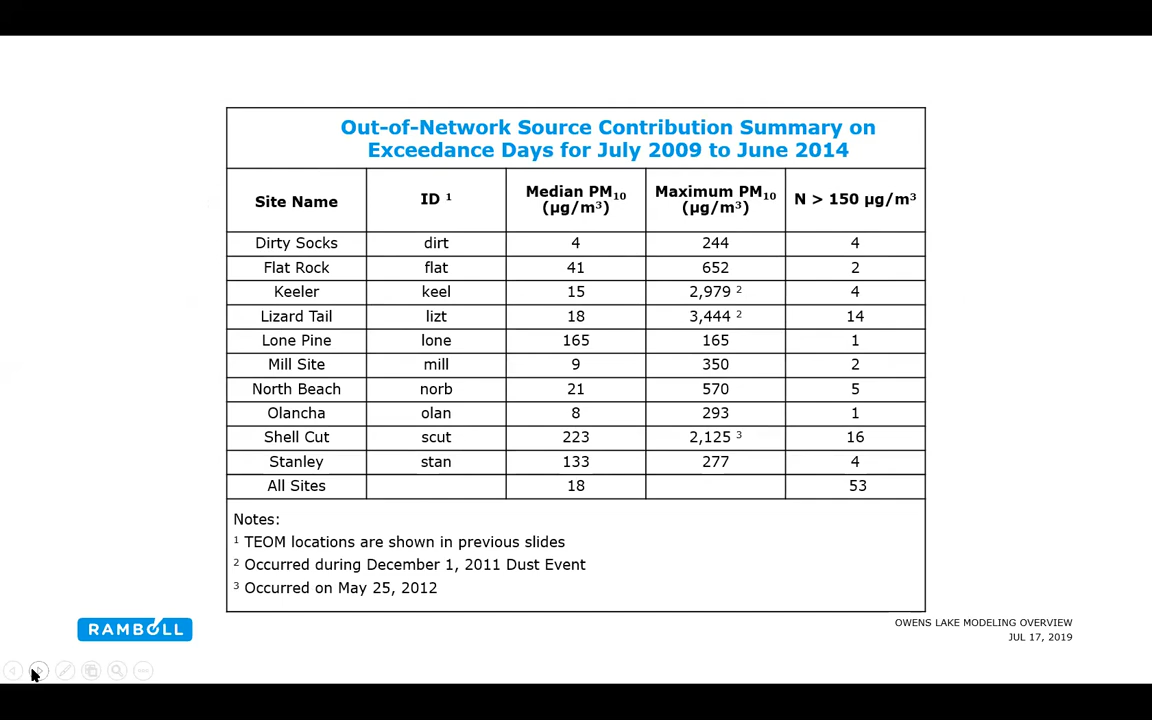 Out-of-Network Source Contribution Summary on
Exceedance Days for July 2009 to June 2014
Site Name ID ¹ Median PM₁₀ (µg/m³) Maximum PM₁₀ (µg/m³) N > 150 µg/m³
Dirty Socks dirt 4 244 4
Flat Rock flat 41 652 2
Keeler keel 15 2,979 ² 4
Lizard Tail lizt 18 3,444 ² 14
Lone Pine lone 165 165 1
Mill Site mill 9 350 2
North Beach norb 21 570 5
Olancha olan 8 293 1
Shell Cut scut 223 2,125 ³ 16
Stanley stan 133 277 4
All Sites 18 53
Notes:
¹ TEOM locations are shown in previous slides
² Occurred during December 1, 2011 Dust Event
³ Occurred on May 25, 2012
RAMBOLL
OWENS LAKE MODELING OVERVIEW
JUL 17, 2019